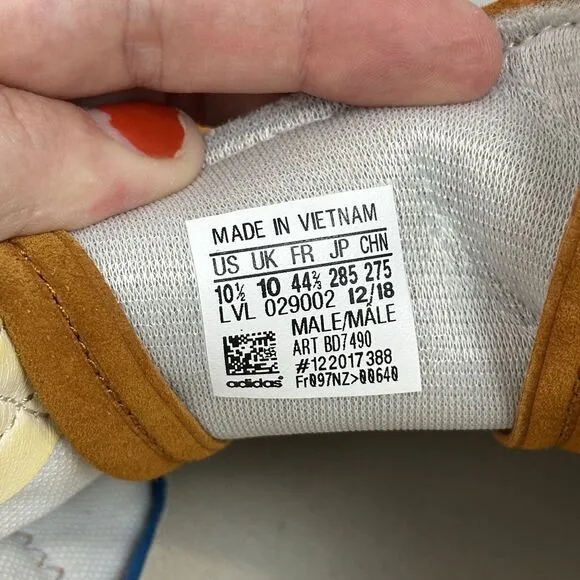 MADE IN VIETNAM
US UK FR JP CHN
10½ 10 44⅔ 285 275
LVL 029002 12/18
MALE/MÂLE
ART BD7490
#122017388
adidas® Fr097NZ>00640